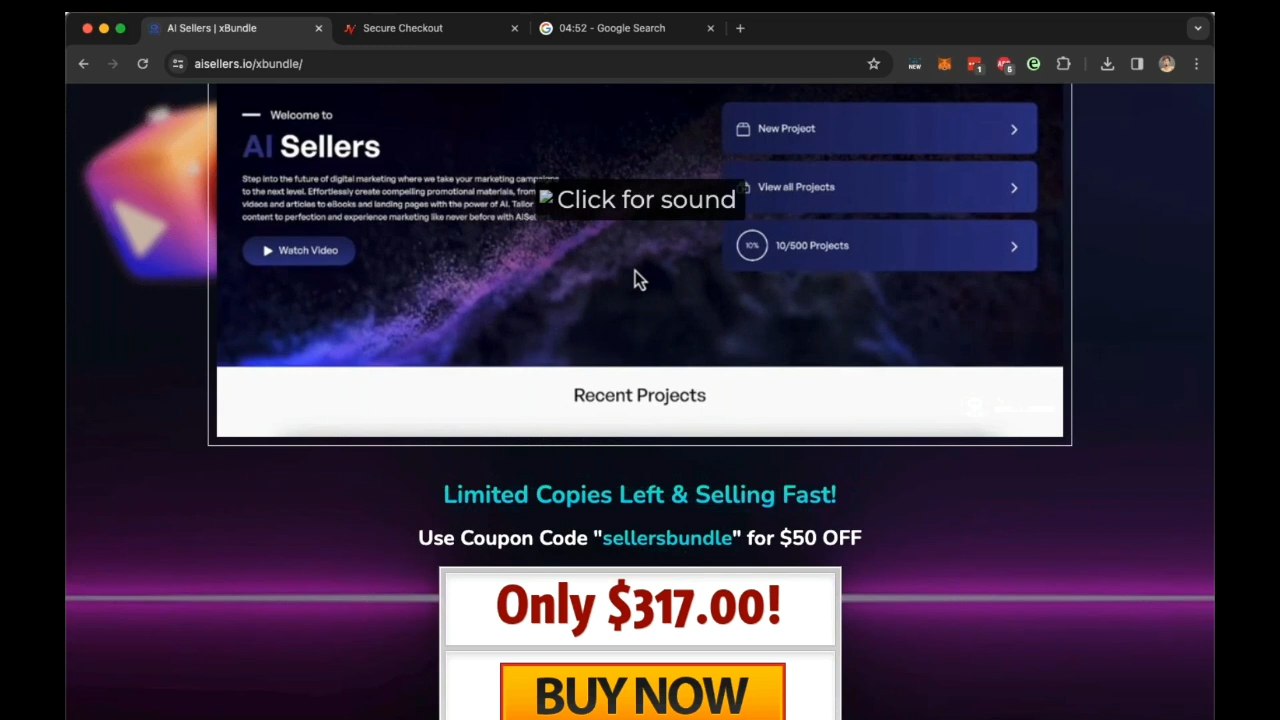 AI Sellers | xBundle
Secure Checkout
04:52 - Google Search
aisellers.io/xbundle/
NEW
1
5
Welcome to
AI Sellers
Step into the future of digital marketing where we take your marketing campaigns
to the next level. Effortlessly create compelling promotional materials, from
videos and articles to eBooks and landing pages with the power of AI. Tailor
content to perfection and experience marketing like never before with AiSel
Watch Video
Click for sound
New Project
View all Projects
10%
10/500 Projects
Recent Projects
Limited Copies Left & Selling Fast!
Use Coupon Code "sellersbundle" for $50 OFF
Only $317.00!
BUY NOW